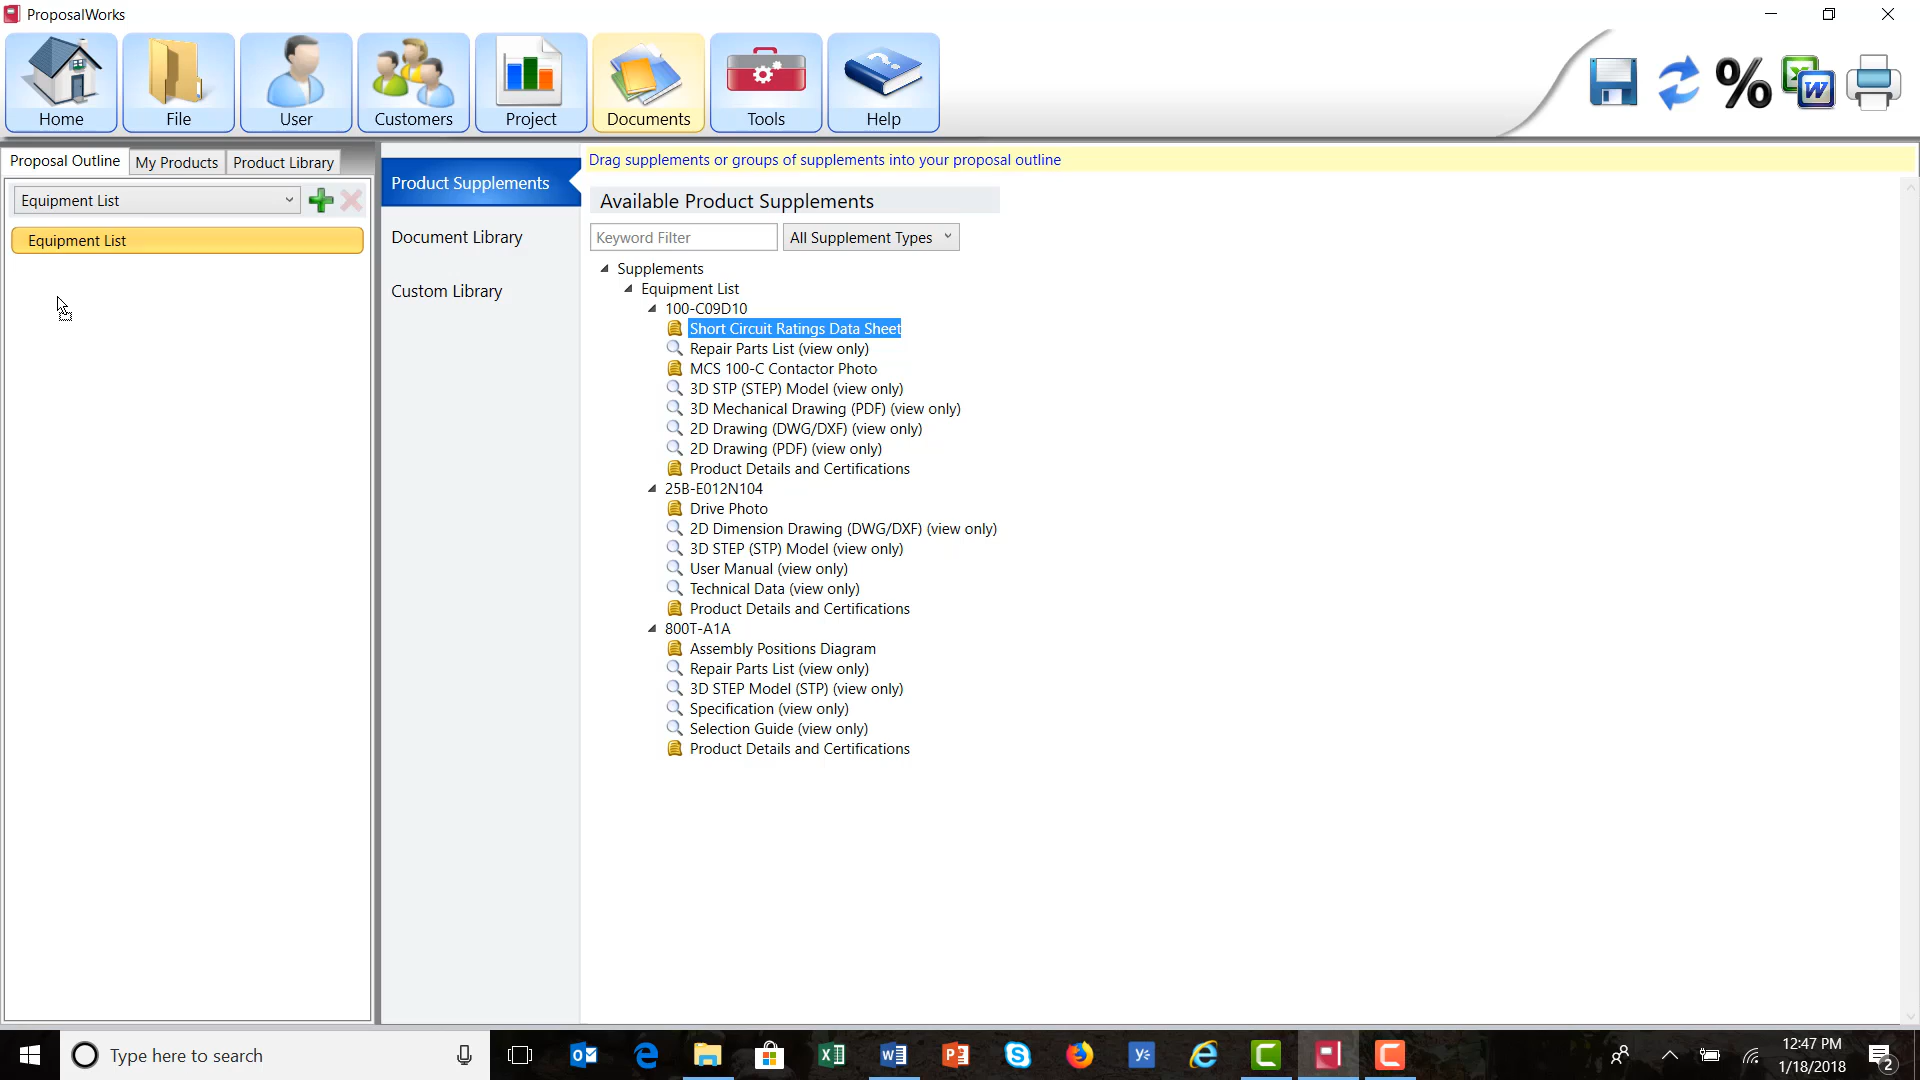 ProposalWorks
Home
File
User
Customers
Project
Documents
Tools
Help
Proposal Outline
My Products
Product Library
Equipment List
Equipment List
Product Supplements
Document Library
Custom Library
Drag supplements or groups of supplements into your proposal outline
Available Product Supplements
Keyword Filter
All Supplement Types
Supplements
Equipment List
100-C09D10
Short Circuit Ratings Data Sheet
Repair Parts List (view only)
MCS 100-C Contactor Photo
3D STP (STEP) Model (view only)
3D Mechanical Drawing (PDF) (view only)
2D Drawing (DWG/DXF) (view only)
2D Drawing (PDF) (view only)
Product Details and Certifications
25B-E012N104
Drive Photo
2D Dimension Drawing (DWG/DXF) (view only)
3D STEP (STP) Model (view only)
User Manual (view only)
Technical Data (view only)
Product Details and Certifications
800T-A1A
Assembly Positions Diagram
Repair Parts List (view only)
3D STEP Model (STP) (view only)
Specification (view only)
Selection Guide (view only)
Product Details and Certifications
Type here to search
12:47 PM
1/18/2018
2